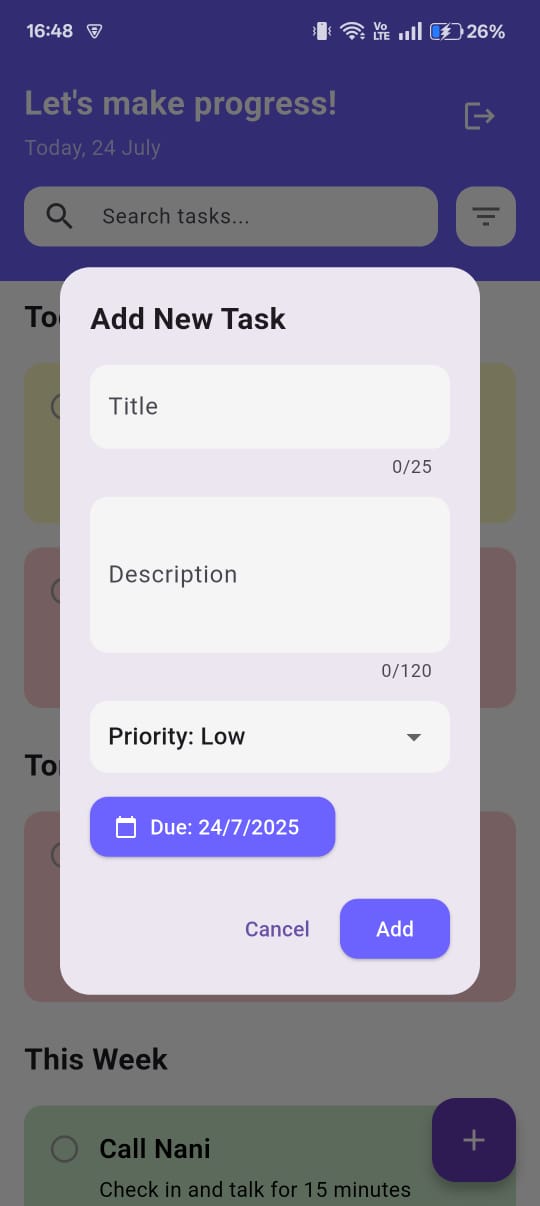 16:48
Vo
LTE
26%
Let's make progress!
Today, 24 July
Search tasks...
Add New Task
Title
0/25
Description
0/120
Priority: Low
Due: 24/7/2025
Cancel
Add
This Week
Call Nani
Check in and talk for 15 minutes